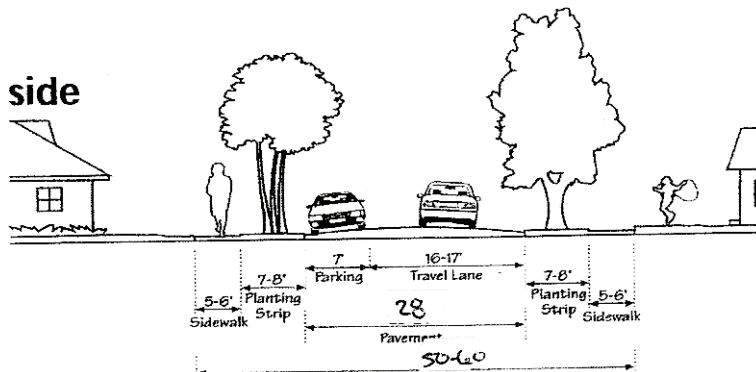 side
7'
Parking
16-17'
Travel Lane
7-8'
Planting
Strip
7-8'
Planting
Strip
5-6'
Sidewalk
5-6'
Sidewalk
28
Pavement
50-60